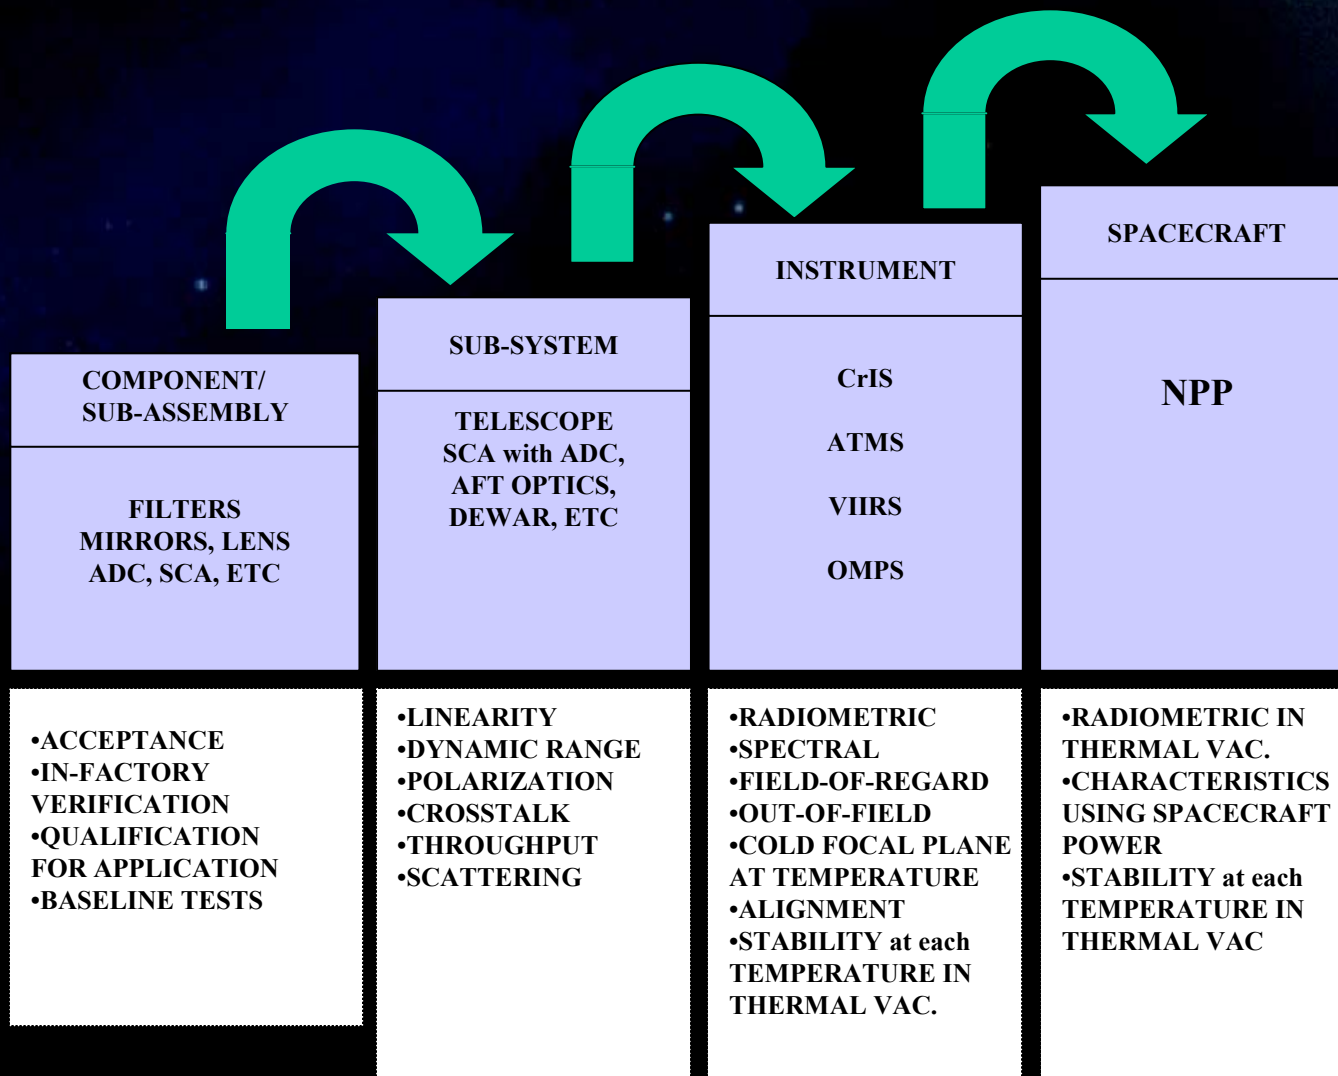 COMPONENT/
SUB-ASSEMBLY
FILTERS
MIRRORS, LENS
ADC, SCA, ETC
•ACCEPTANCE
•IN-FACTORY
VERIFICATION
•QUALIFICATION
FOR APPLICATION
•BASELINE TESTS
SUB-SYSTEM
TELESCOPE
SCA with ADC,
AFT OPTICS,
DEWAR, ETC
•LINEARITY
•DYNAMIC RANGE
•POLARIZATION
•CROSSTALK
•THROUGHPUT
•SCATTERING
INSTRUMENT
CrIS
ATMS
VIIRS
OMPS
•RADIOMETRIC
•SPECTRAL
•FIELD-OF-REGARD
•OUT-OF-FIELD
•COLD FOCAL PLANE
AT TEMPERATURE
•ALIGNMENT
•STABILITY at each
TEMPERATURE IN
THERMAL VAC.
SPACECRAFT
NPP
•RADIOMETRIC IN
THERMAL VAC.
•CHARACTERISTICS
USING SPACECRAFT
POWER
•STABILITY at each
TEMPERATURE IN
THERMAL VAC